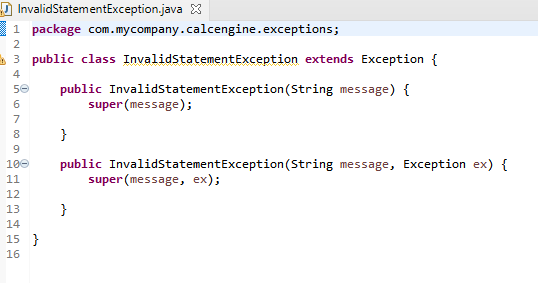 InvalidStatementException.java
1 package com.mycompany.calcengine.exceptions;
2
3 public class InvalidStatementException extends Exception {
4
5 public InvalidStatementException(String message) {
6 super(message);
7
8 }
9
10 public InvalidStatementException(String message, Exception ex) {
11 super(message, ex);
12
13 }
14
15 }
16